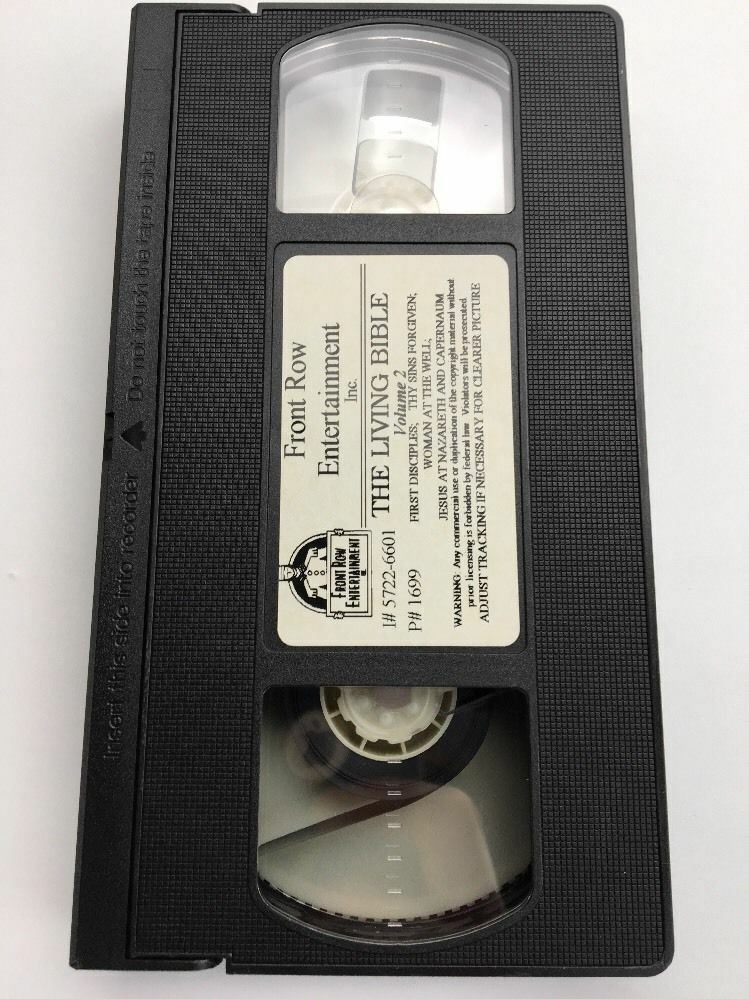 Front Row
Entertainment
Inc.
FRONT ROW
ENTERTAINMENT
I# 5722-6601
P# 1699
THE LIVING BIBLE
Volume 2
FIRST DISCIPLES; THY SINS FORGIVEN;
WOMAN AT THE WELL;
JESUS AT NAZARETH AND CAPERNAUM
WARNING: Any commercial use or duplication of the copyright material without
prior licensing is forbidden by federal law. Violators will be prosecuted.
ADJUST TRACKING IF NECESSARY FOR CLEARER PICTURE
Insert this side into recorder
Do not touch the tape inside